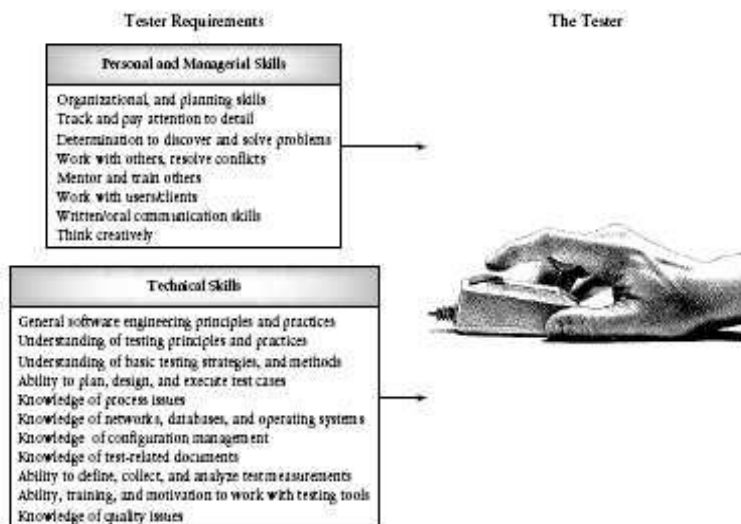 Tester Requirements
The Tester
Personal and Managerial Skills
Organizational, and planning skills
Track and pay attention to detail
Determination to discover and solve problems
Work with others, resolve conflicts
Mentor and train others
Work with users/clients
Written/oral communication skills
Think creatively
Technical Skills
General software engineering principles and practices
Understanding of testing principles and practices
Understanding of basic testing strategies, and methods
Ability to plan, design, and execute test cases
Knowledge of process issues
Knowledge of networks, databases, and operating systems
Knowledge of configuration management
Knowledge of test-related documents
Ability to define, collect, and analyze test measurements
Ability, training, and motivation to work with testing tools
Knowledge of quality issues